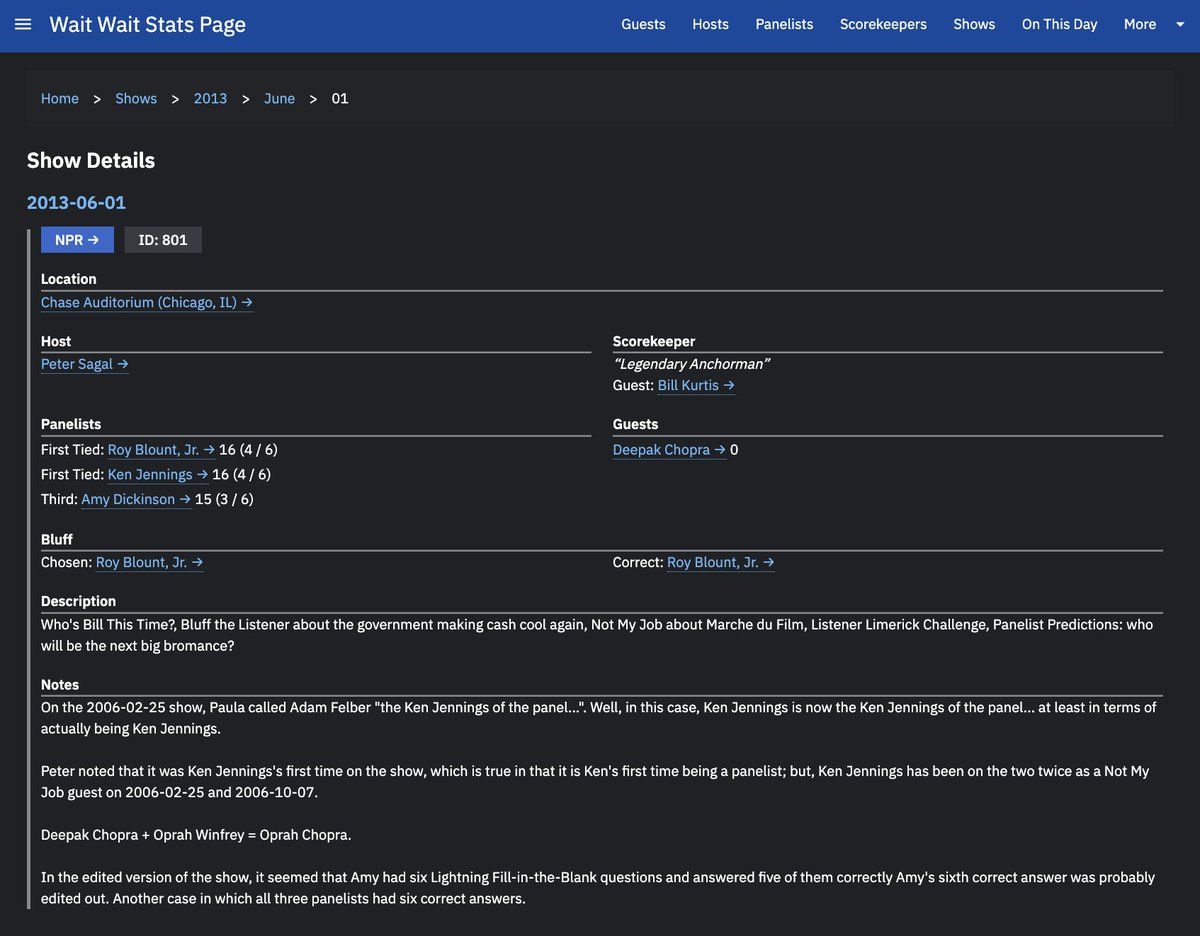 Wait Wait Stats Page
Guests Hosts Panelists Scorekeepers Shows On This Day More
Home > Shows > 2013 > June > 01
Show Details
2013-06-01
NPR → ID: 801
Location
Chase Auditorium (Chicago, IL) →
Host
Peter Sagal →
Scorekeeper
“Legendary Anchorman”
Guest: Bill Kurtis →
Panelists
First Tied: Roy Blount, Jr. → 16 (4 / 6)
First Tied: Ken Jennings → 16 (4 / 6)
Third: Amy Dickinson → 15 (3 / 6)
Guests
Deepak Chopra → 0
Bluff
Chosen: Roy Blount, Jr. →
Correct: Roy Blount, Jr. →
Description
Who's Bill This Time?, Bluff the Listener about the government making cash cool again, Not My Job about Marche du Film, Listener Limerick Challenge, Panelist Predictions: who
will be the next big bromance?
Notes
On the 2006-02-25 show, Paula called Adam Felber "the Ken Jennings of the panel...". Well, in this case, Ken Jennings is now the Ken Jennings of the panel... at least in terms of
actually being Ken Jennings.
Peter noted that it was Ken Jennings's first time on the show, which is true in that it is Ken's first time being a panelist; but, Ken Jennings has been on the two twice as a Not My
Job guest on 2006-02-25 and 2006-10-07.
Deepak Chopra + Oprah Winfrey = Oprah Chopra.
In the edited version of the show, it seemed that Amy had six Lightning Fill-in-the-Blank questions and answered five of them correctly Amy's sixth correct answer was probably
edited out. Another case in which all three panelists had six correct answers.